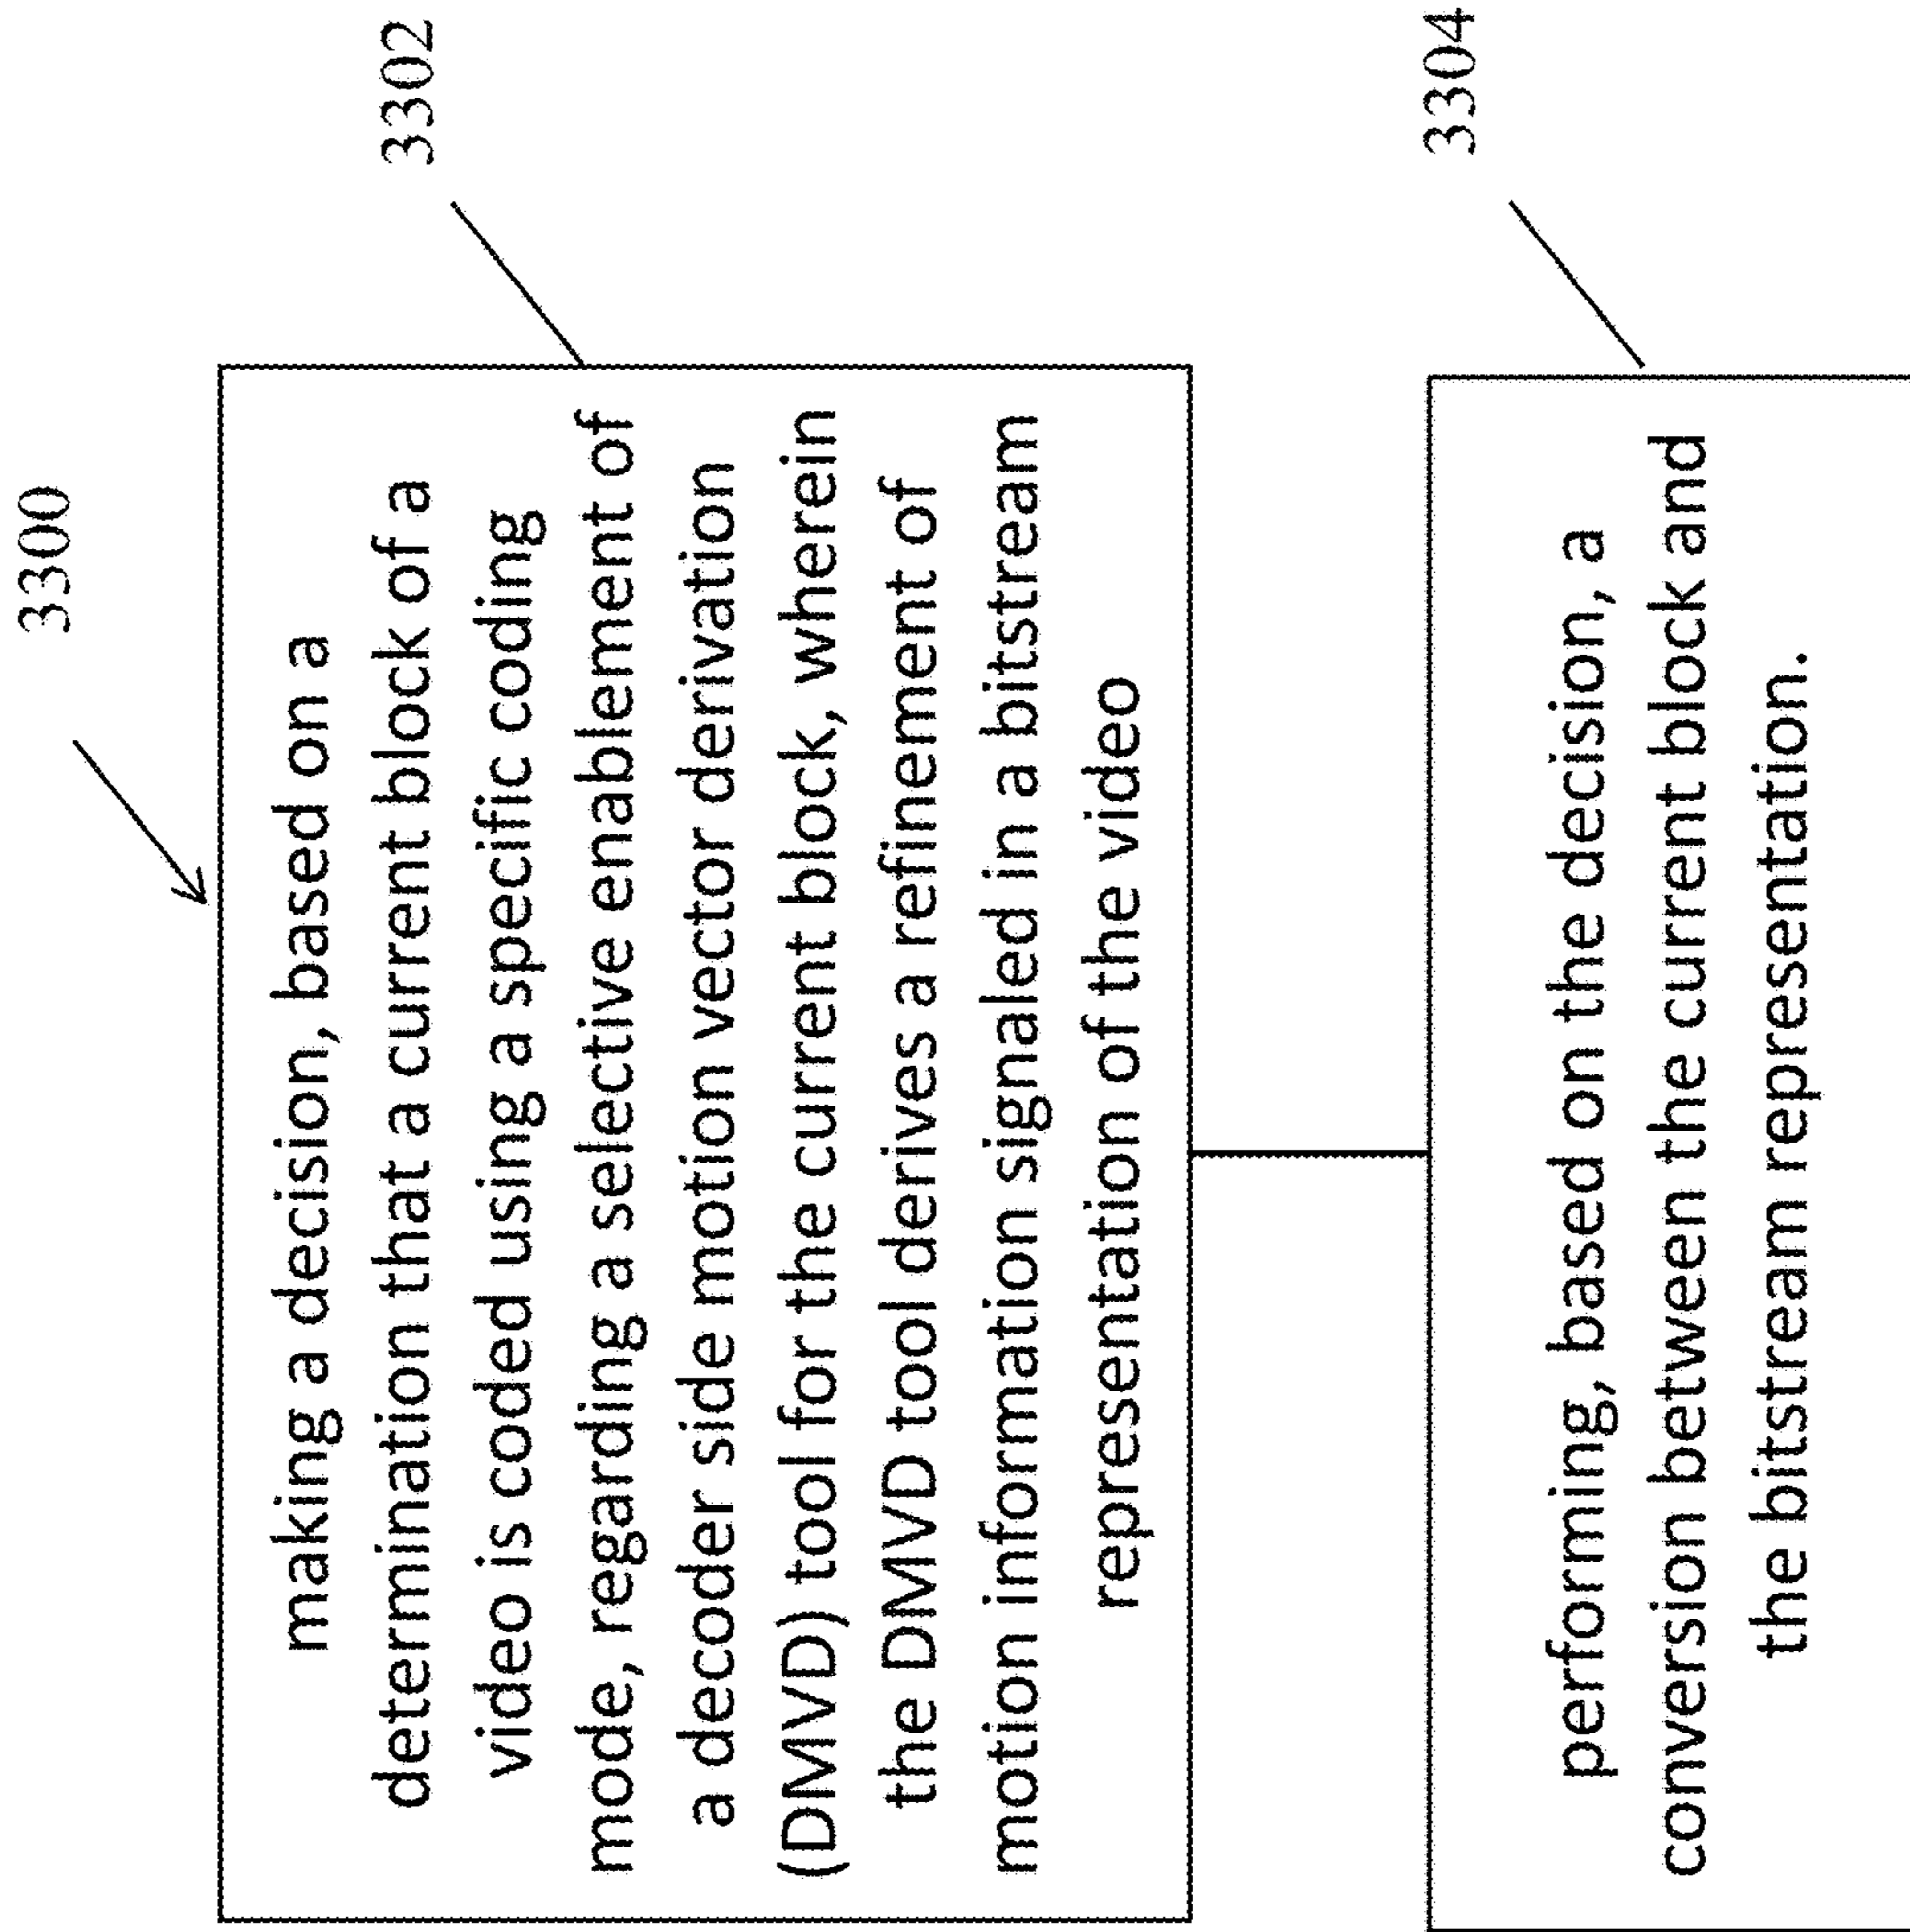 3300
making a decision, based on a
determination that a current block of a
video is coded using a specific coding
mode, regarding a selective enablement of
a decoder side motion vector derivation
(DMVD) tool for the current block, wherein
the DMVD tool derives a refinement of
motion information signaled in a bitstream
representation of the video
3302
performing, based on the decision, a
conversion between the current block and
the bitstream representation.
3304